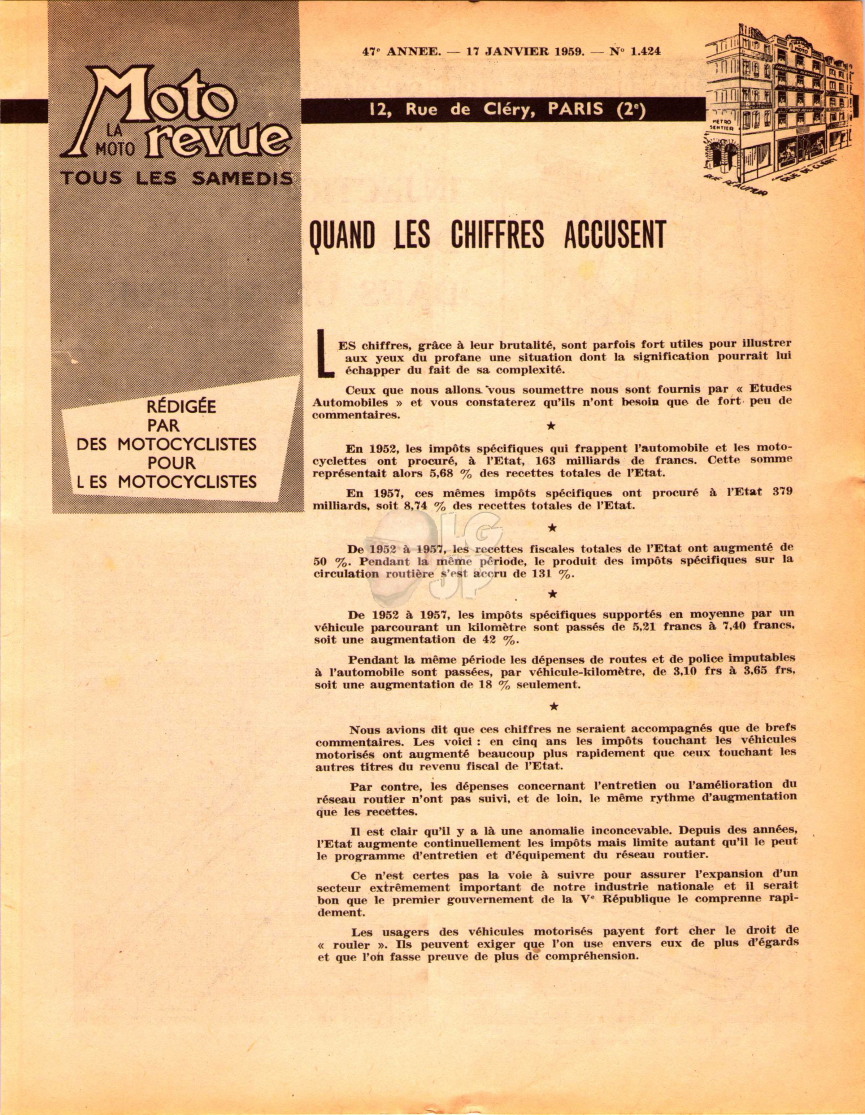 47e ANNEE. — 17 JANVIER 1959. — N° 1.424
Moto
LA
MOTO
revue
TOUS LES SAMEDIS
12, Rue de Cléry, PARIS (2e)
METRO
SENTIER
RUE REAUMUR
RUE DE CLERY
QUAND LES CHIFFRES ACCUSENT
RÉDIGÉE
PAR
DES MOTOCYCLISTES
POUR
LES MOTOCYCLISTES
LES chiffres, grâce à leur brutalité, sont parfois fort utiles pour illustrer
aux yeux du profane une situation dont la signification pourrait lui
échapper du fait de sa complexité.
Ceux que nous allons vous soumettre nous sont fournis par « Etudes
Automobiles » et vous constaterez qu'ils n'ont besoin que de fort peu de
commentaires.
★
En 1952, les impôts spécifiques qui frappent l'automobile et les moto-
cyclettes ont procuré, à l'Etat, 163 milliards de francs. Cette somme
représentait alors 5,68 % des recettes totales de l'Etat.
En 1957, ces mêmes impôts spécifiques ont procuré à l'Etat 379
milliards, soit 8,74 % des recettes totales de l'Etat.
★
De 1952 à 1957, les recettes fiscales totales de l'Etat ont augmenté de
50 %. Pendant la même période, le produit des impôts spécifiques sur la
circulation routière s'est accru de 131 %.
★
De 1952 à 1957, les impôts spécifiques supportés en moyenne par un
véhicule parcourant un kilomètre sont passés de 5,21 francs à 7,40 francs,
soit une augmentation de 42 %.
Pendant la même période les dépenses de routes et de police imputables
à l'automobile sont passées, par véhicule-kilomètre, de 3,10 frs à 3,65 frs,
soit une augmentation de 18 % seulement.
★
Nous avions dit que ces chiffres ne seraient accompagnés que de brefs
commentaires. Les voici : en cinq ans les impôts touchant les véhicules
motorisés ont augmenté beaucoup plus rapidement que ceux touchant les
autres titres du revenu fiscal de l'Etat.
Par contre, les dépenses concernant l'entretien ou l'amélioration du
réseau routier n'ont pas suivi, et de loin, le même rythme d'augmentation
que les recettes.
Il est clair qu'il y a là une anomalie inconcevable. Depuis des années,
l'Etat augmente continuellement les impôts mais limite autant qu'il le peut
le programme d'entretien et d'équipement du réseau routier.
Ce n'est certes pas la voie à suivre pour assurer l'expansion d'un
secteur extrêmement important de notre industrie nationale et il serait
bon que le premier gouvernement de la Ve République le comprenne rapi-
dement.
Les usagers des véhicules motorisés payent fort cher le droit de
« rouler ». Ils peuvent exiger que l'on use envers eux de plus d'égards
et que l'on fasse preuve de plus de compréhension.
LG
JP